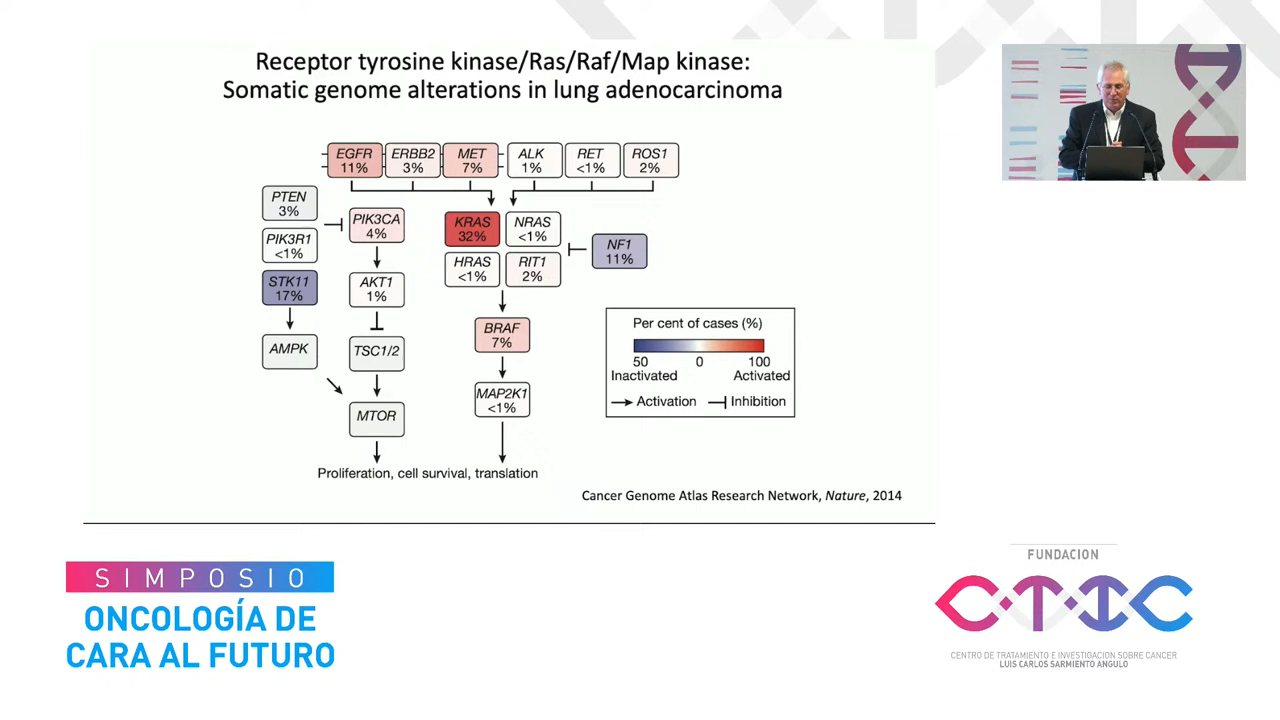 Receptor tyrosine kinase/Ras/Raf/Map kinase:
Somatic genome alterations in lung adenocarcinoma
EGFR
11%
ERBB2
3%
MET
7%
ALK
1%
RET
<1%
ROS1
2%
PTEN
3%
PIK3R1
<1%
STK11
17%
AMPK
PIK3CA
4%
AKT1
1%
TSC1/2
MTOR
KRAS
32%
NRAS
<1%
HRAS
<1%
RIT1
2%
NF1
11%
BRAF
7%
MAP2K1
<1%
Proliferation, cell survival, translation
Per cent of cases (%)
50 0 100
Inactivated Activated
Activation Inhibition
Cancer Genome Atlas Research Network, Nature, 2014
SIMPOSIO
ONCOLOGÍA DE
CARA AL FUTURO
FUNDACION
CTIC
CENTRO DE TRATAMIENTO E INVESTIGACION SOBRE CANCER
LUIS CARLOS SARMIENTO ANGULO